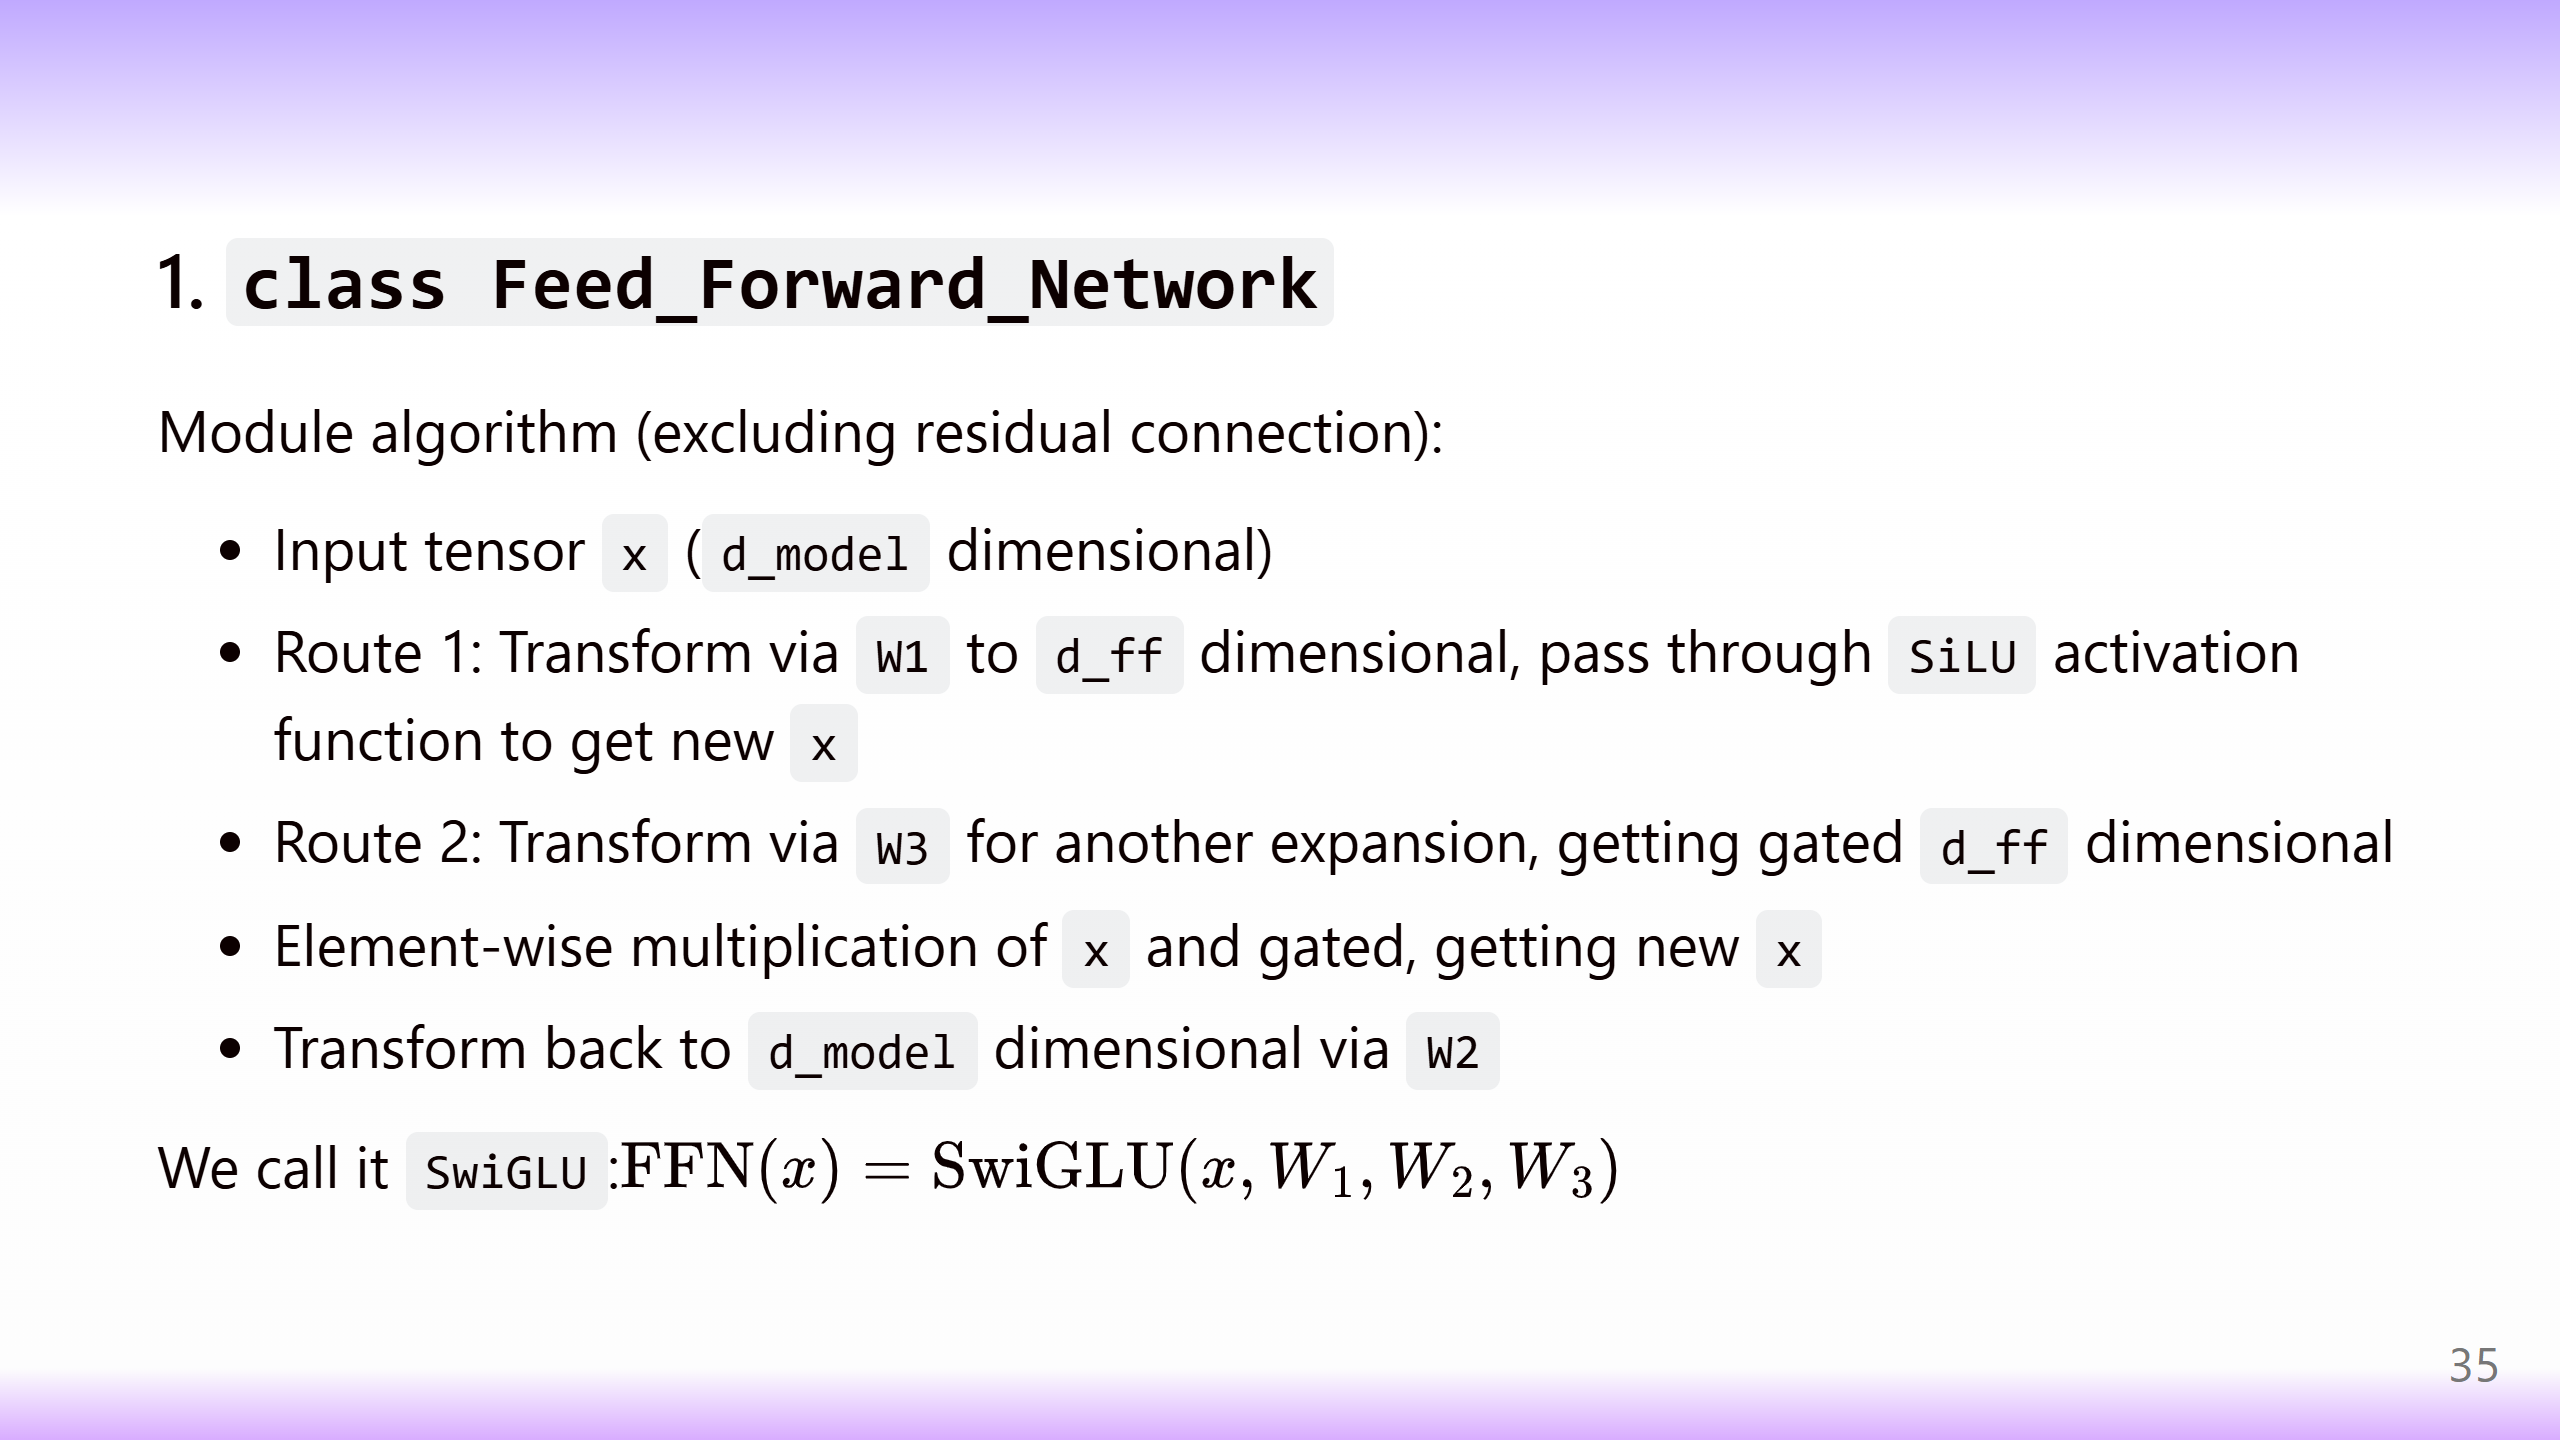 1. class Feed_Forward_Network
Module algorithm (excluding residual connection):
• Input tensor x (d_model dimensional)
• Route 1: Transform via W1 to d_ff dimensional, pass through SiLU activation
function to get new x
• Route 2: Transform via W3 for another expansion, getting gated d_ff dimensional
• Element-wise multiplication of x and gated, getting new x
• Transform back to d_model dimensional via W2
We call it SwiGLU:FFN(x) = SwiGLU(x, W₁, W₂, W₃)
35